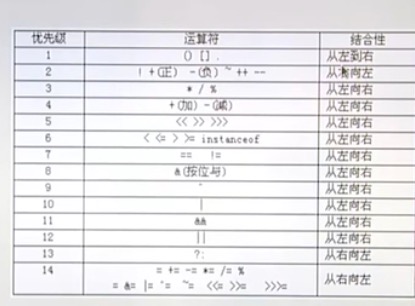 优先级 运算符 结合性
1 () [] . 从左到右
2 ! +(正) -(负) ~ ++ -- 从右向左
3 * / % 从左向右
4 +(加) -(减) 从左向右
5 << >> >>> 从左向右
6 < <= > >= instanceof 从左向右
7 == != 从左向右
8 &(按位与) 从左向右
9 ^ 从左向右
10 | 从左向右
11 && 从左向右
12 || 从左向右
13 ?: 从右向左
14 = += -= *= /= %= &= |= ^= ~= <<= >>= >>>= 从右向左